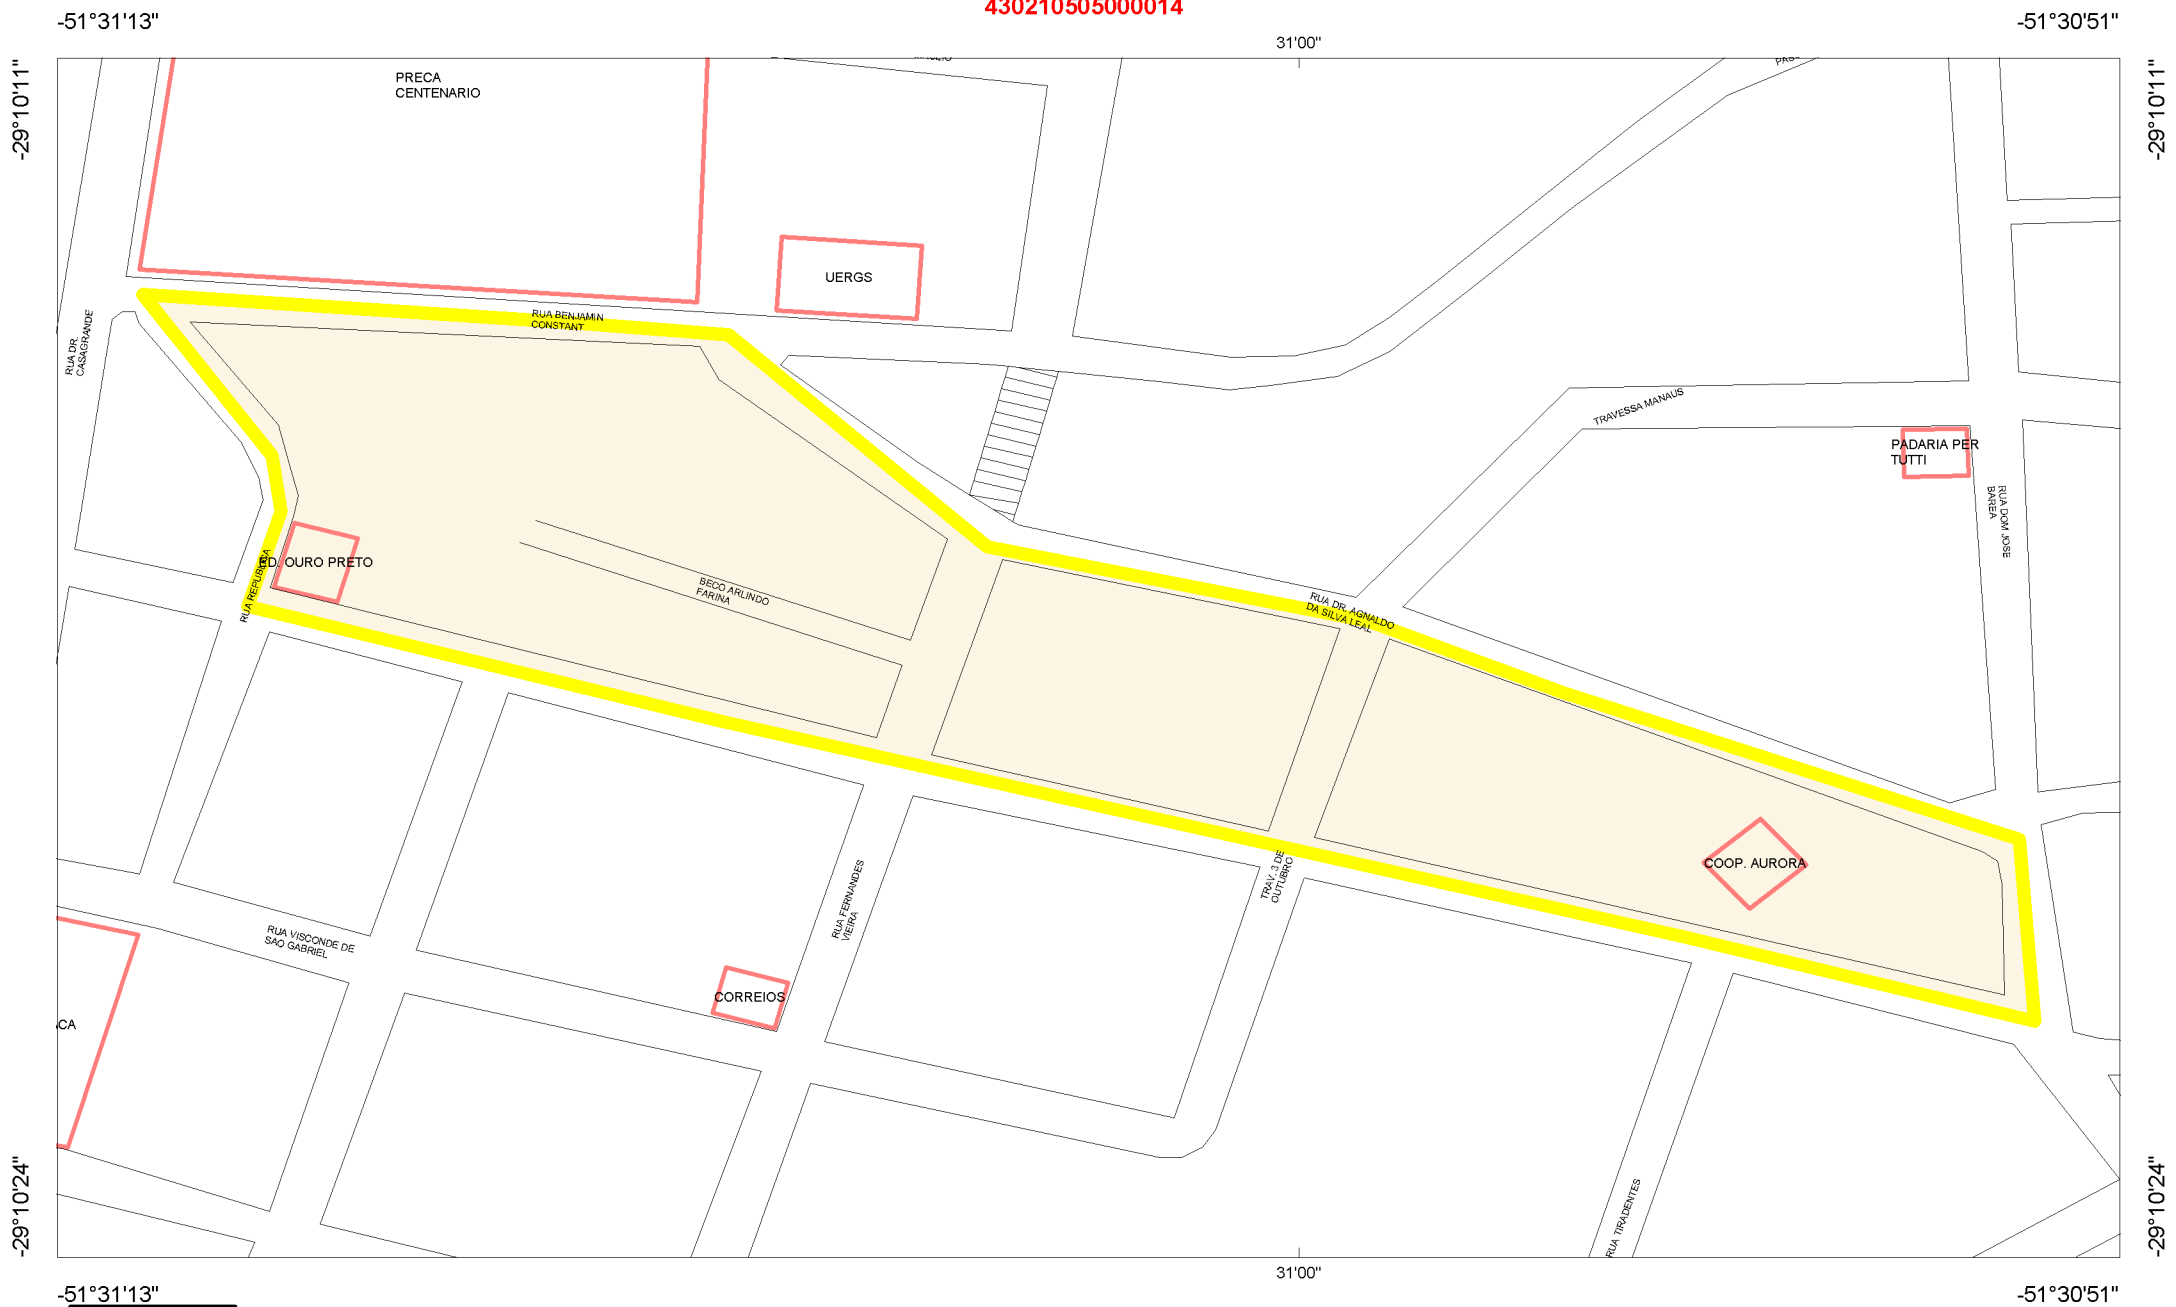 430210505000014
-51°31'13"
-51°30'51"
31'00"
-29°10'11"
-29°10'11"
PRECA
CENTENARIO
UERGS
RUA BENJAMIN
CONSTANT
RUA DR.
CASAGRANDE
TRAVESSA MANAUS
PADARIA PER
TUTTI
RUA DOM JOSE
BAREA
ED. OURO PRETO
RUA REPUBLICA
BECO ARLINDO
FARINA
RUA DR. AGNALDO
DA SILVA LEAL
COOP. AURORA
TRAV. 3 DE
OUTUBRO
RUA FERNANDES
VIEIRA
RUA VISCONDE DE
SAO GABRIEL
CORREIOS
RUA TIRADENTES
-29°10'24"
-29°10'24"
31'00"
-51°31'13"
-51°30'51"